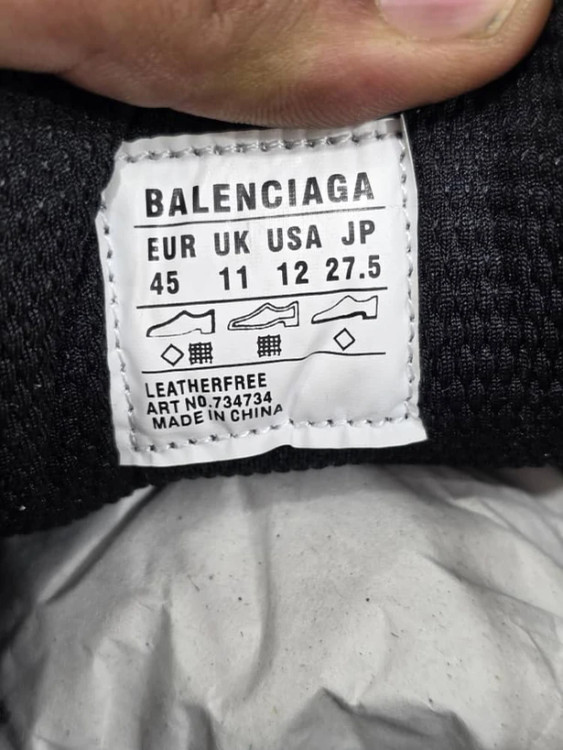 BALENCIAGA
EUR UK USA JP
45 11 12 27.5
LEATHERFREE
ART NO.734734
MADE IN CHINA